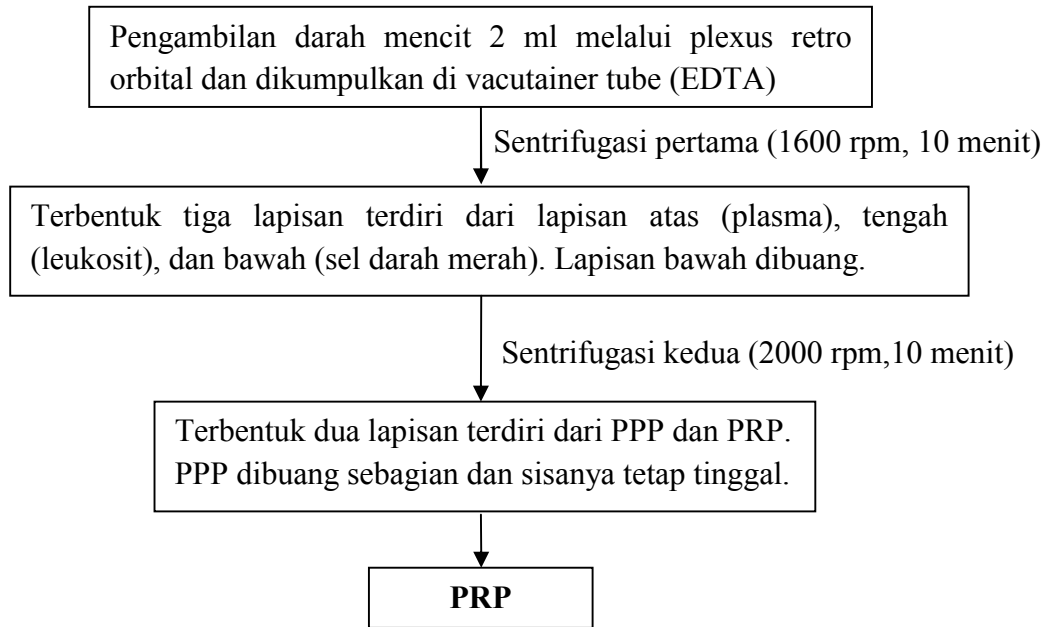 Pengambilan darah mencit 2 ml melalui plexus retro
orbital dan dikumpulkan di vacutainer tube (EDTA)
Sentrifugasi pertama (1600 rpm, 10 menit)
Terbentuk tiga lapisan terdiri dari lapisan atas (plasma), tengah
(leukosit), dan bawah (sel darah merah). Lapisan bawah dibuang.
Sentrifugasi kedua (2000 rpm,10 menit)
Terbentuk dua lapisan terdiri dari PPP dan PRP.
PPP dibuang sebagian dan sisanya tetap tinggal.
PRP